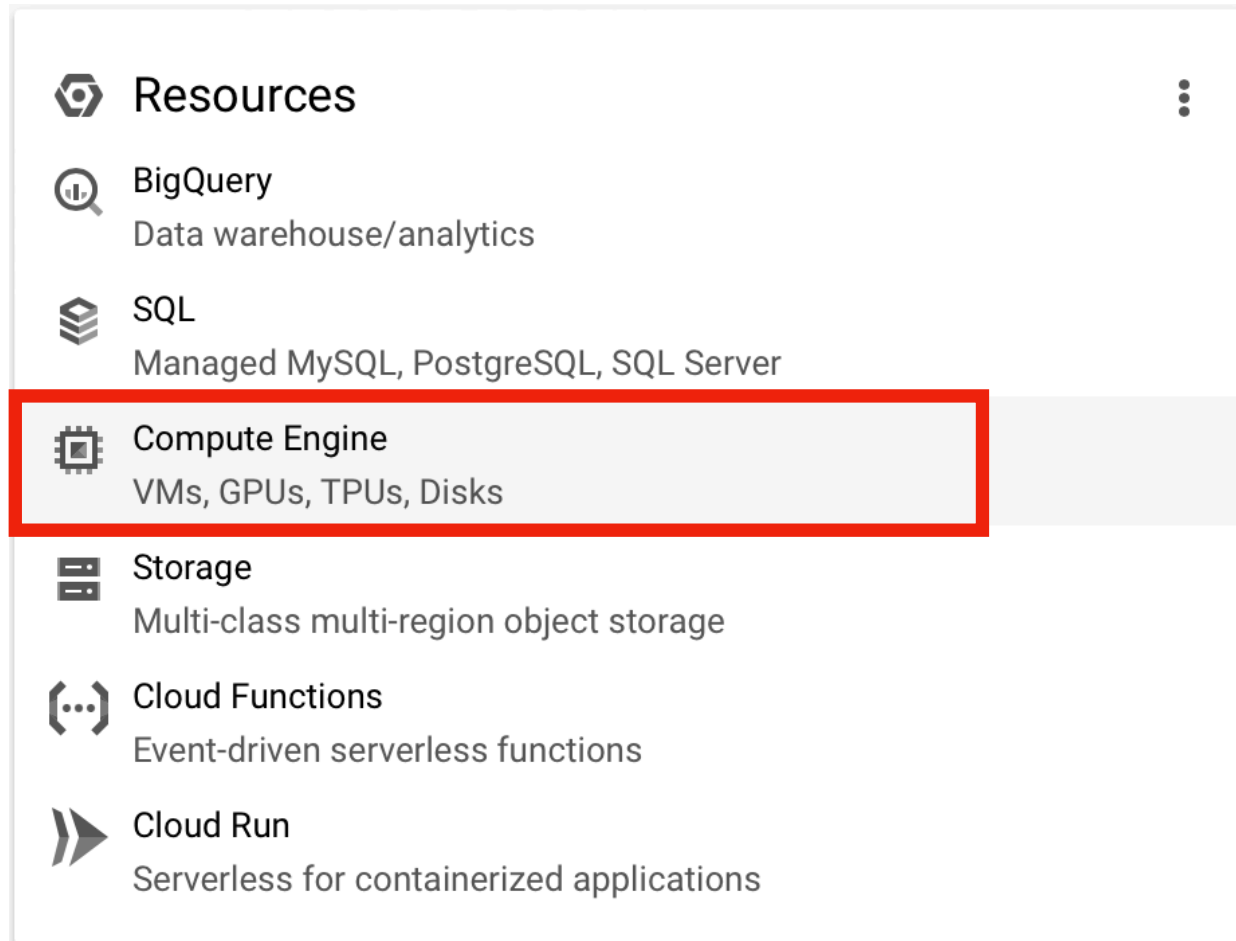 Resources
BigQuery
Data warehouse/analytics
SQL
Managed MySQL, PostgreSQL, SQL Server
Compute Engine
VMs, GPUs, TPUs, Disks
Storage
Multi-class multi-region object storage
Cloud Functions
Event-driven serverless functions
Cloud Run
Serverless for containerized applications